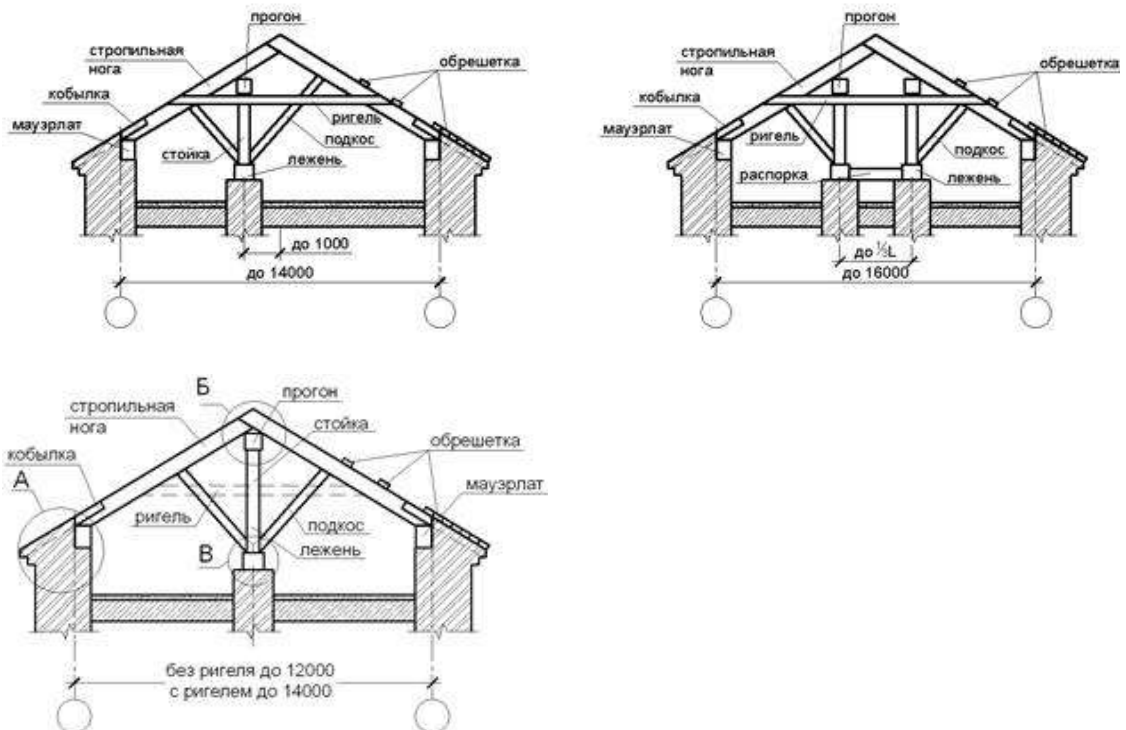 прогон
стропильная
нога
обрешетка
кобылка
мауэрлат
ригель
подкос
стойка
лежень
до 1000
до 14000
прогон
стропильная
нога
обрешетка
кобылка
мауэрлат
ригель
подкос
распорка
лежень
до ⅓L
до 16000
Б
прогон
стропильная
нога
стойка
обрешетка
кобылка
А
мауэрлат
ригель
подкос
В
лежень
без ригеля до 12000
с ригелем до 14000